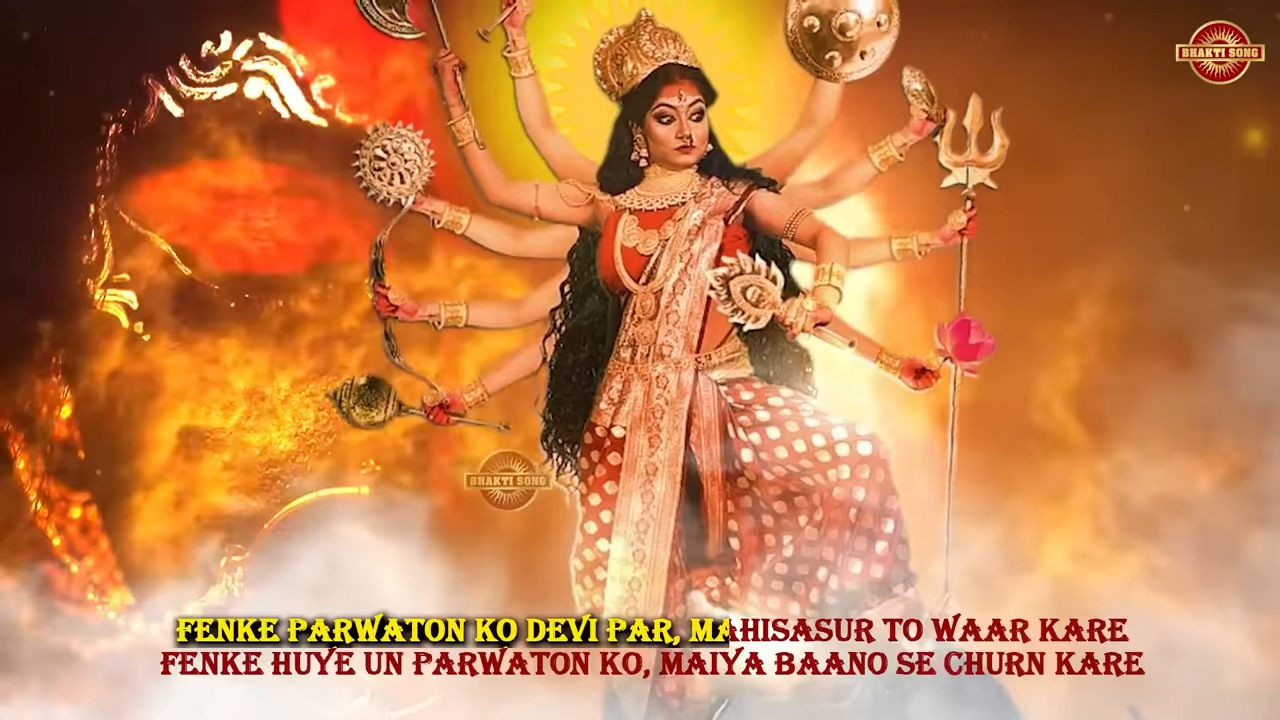 BHAKTI SONG
BHAKTI SONG
FENKE PARWATON KO DEVI PAR, MAHISASUR TO WAAR KARE
FENKE HUYE UN PARWATON KO, MAIYA BAANO SE CHURN KARE